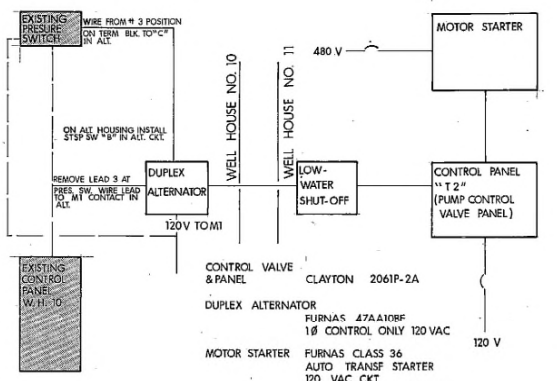 EXISTING
PRESURE
SWITCH
WIRE FROM # 3 POSITION
ON TERM BLK. TO "C"
IN ALT.
480 V
MOTOR STARTER
WELL HOUSE NO. 10
WELL HOUSE NO. 11
ON ALT HOUSING INSTALL
STSP SW "B" IN ALT. CKT.
REMOVE LEAD 3 AT
PRES. SW. WIRE LEAD
TO M1 CONTACT IN
ALT.
DUPLEX
ALTERNATOR
120V TO M1
LOW-
WATER
SHUT-OFF
CONTROL PANEL
"T 2"
(PUMP CONTROL
VALVE PANEL)
EXISTING
CONTROL
PANEL
W. H. 10
120 V
CONTROL VALVE
& PANEL CLAYTON 2061P-2A
DUPLEX ALTERNATOR
FURNAS 47AA10BF
1Ø CONTROL ONLY 120 VAC
MOTOR STARTER FURNAS CLASS 36
AUTO TRANSF STARTER
120 VAC CKT